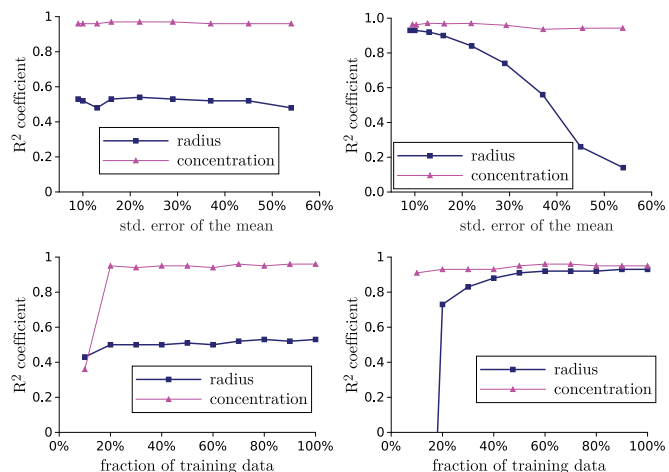 1
0.8
0.6
0.4
0.2
0
R² coefficient
radius
concentration
10% 20% 30% 40% 50% 60%
std. error of the mean
1.0
0.8
0.6
0.4
0.2
0.0
R² coefficient
radius
concentration
10% 20% 30% 40% 50% 60%
std. error of the mean
1
0.8
0.6
0.4
0.2
0
R² coefficient
radius
concentration
0% 20% 40% 60% 80% 100%
fraction of training data
1
0.8
0.6
0.4
0.2
0
R² coefficient
radius
concentration
0% 20% 40% 60% 80% 100%
fraction of training data